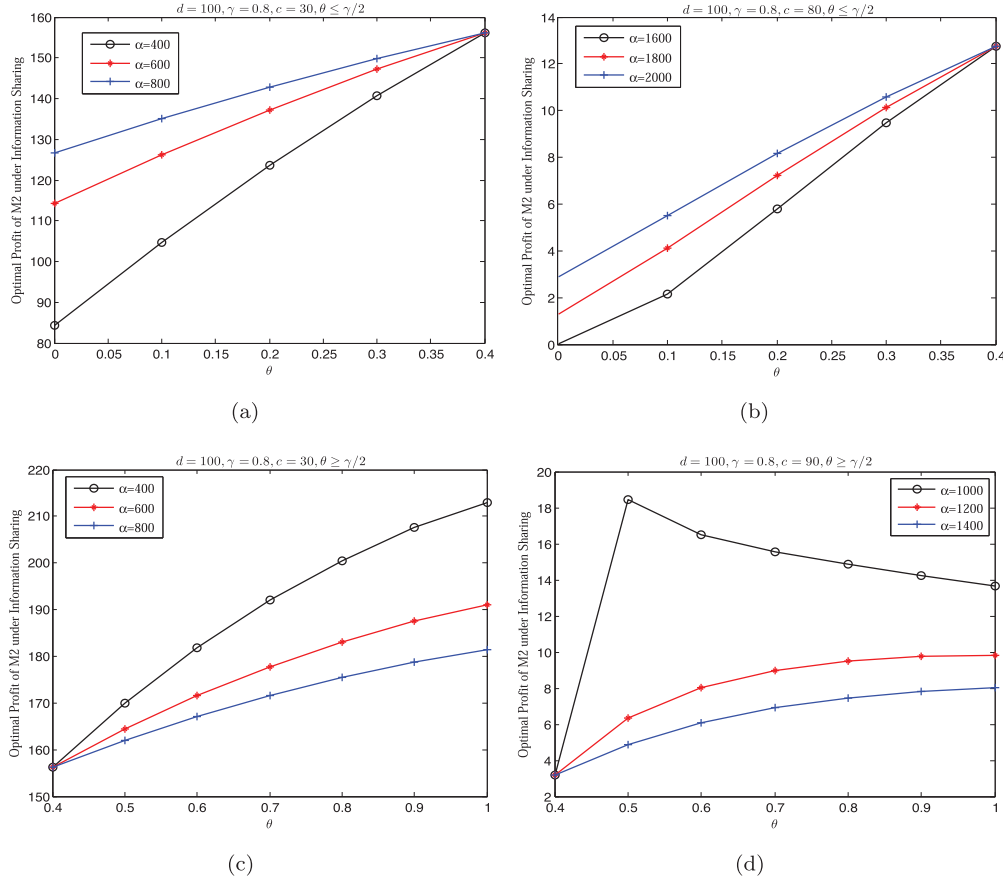 d = 100, γ = 0.8, c = 30, θ ≤ γ/2
Optimal Profit of M2 under Information Sharing
160
150
140
130
120
110
100
90
80
α=400
α=600
α=800
0 0.05 0.1 0.15 0.2 0.25 0.3 0.35 0.4
θ
(a)
d = 100, γ = 0.8, c = 80, θ ≤ γ/2
Optimal Profit of M2 under Information Sharing
14
12
10
8
6
4
2
0
α=1600
α=1800
α=2000
0 0.05 0.1 0.15 0.2 0.25 0.3 0.35 0.4
θ
(b)
d = 100, γ = 0.8, c = 30, θ ≥ γ/2
Optimal Profit of M2 under Information Sharing
220
210
200
190
180
170
160
150
α=400
α=600
α=800
0.4 0.5 0.6 0.7 0.8 0.9 1
θ
(c)
d = 100, γ = 0.8, c = 90, θ ≥ γ/2
Optimal Profit of M2 under Information Sharing
20
18
16
14
12
10
8
6
4
2
α=1000
α=1200
α=1400
0.4 0.5 0.6 0.7 0.8 0.9 1
θ
(d)